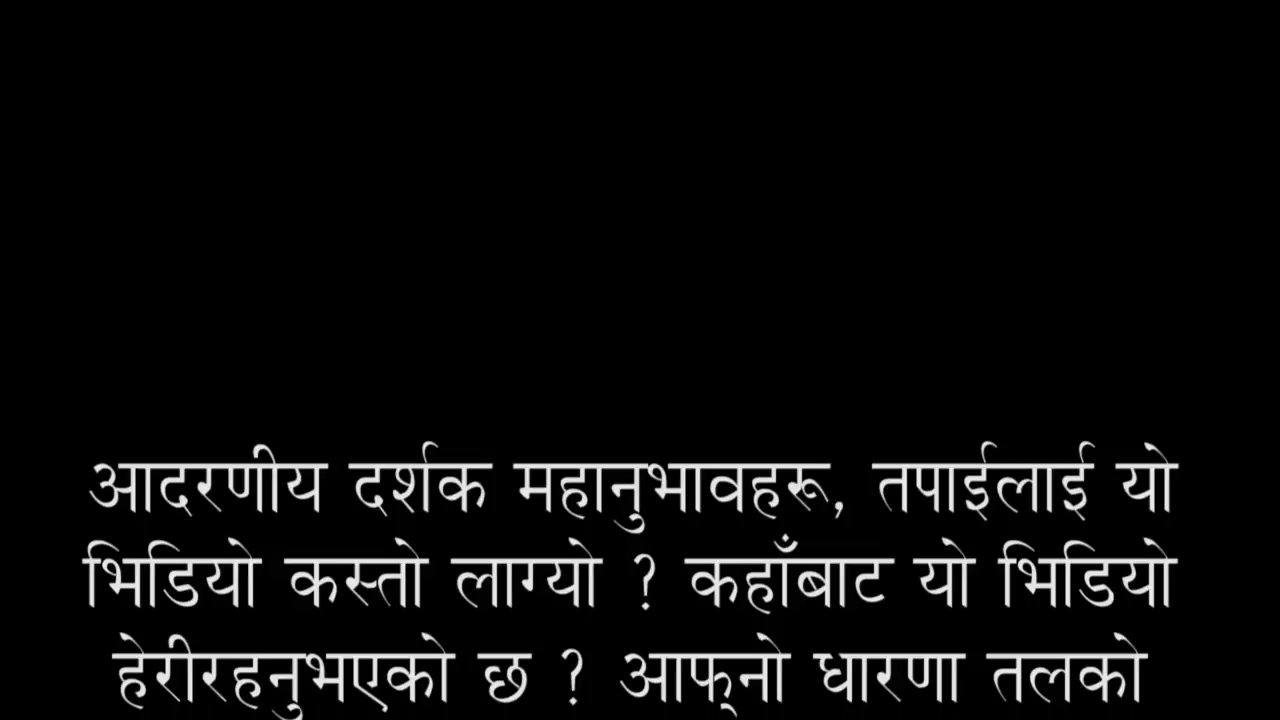 आदरणीय दर्शक महानुभावहरू, तपाईलाई यो
भिडियो कस्तो लाग्यो ? कहाँबाट यो भिडियो
हेरीरहनुभएको छ ? आफ्‍नो धारणा तलको